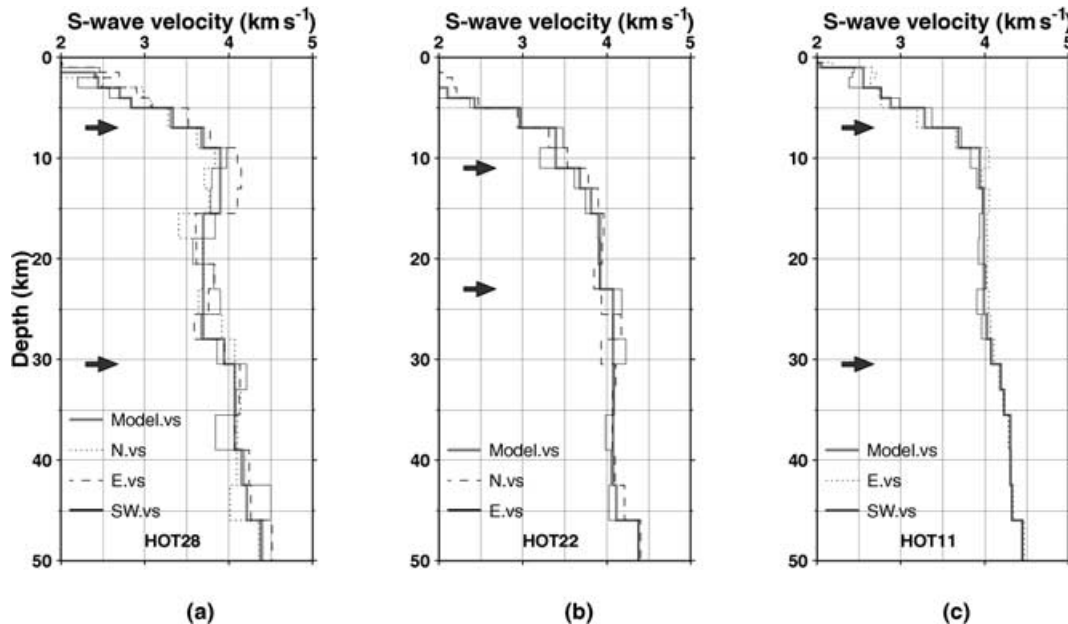 S-wave velocity (km s⁻¹)
2 3 4 5
0
10
20
30
40
50
Depth (km)
Model.vs
N.vs
E.vs
SW.vs
HOT28
(a)
S-wave velocity (km s⁻¹)
2 3 4 5
0
10
20
30
40
50
Model.vs
N.vs
E.vs
HOT22
(b)
S-wave velocity (km s⁻¹)
2 3 4 5
0
10
20
30
40
50
Model.vs
E.vs
SW.vs
HOT11
(c)